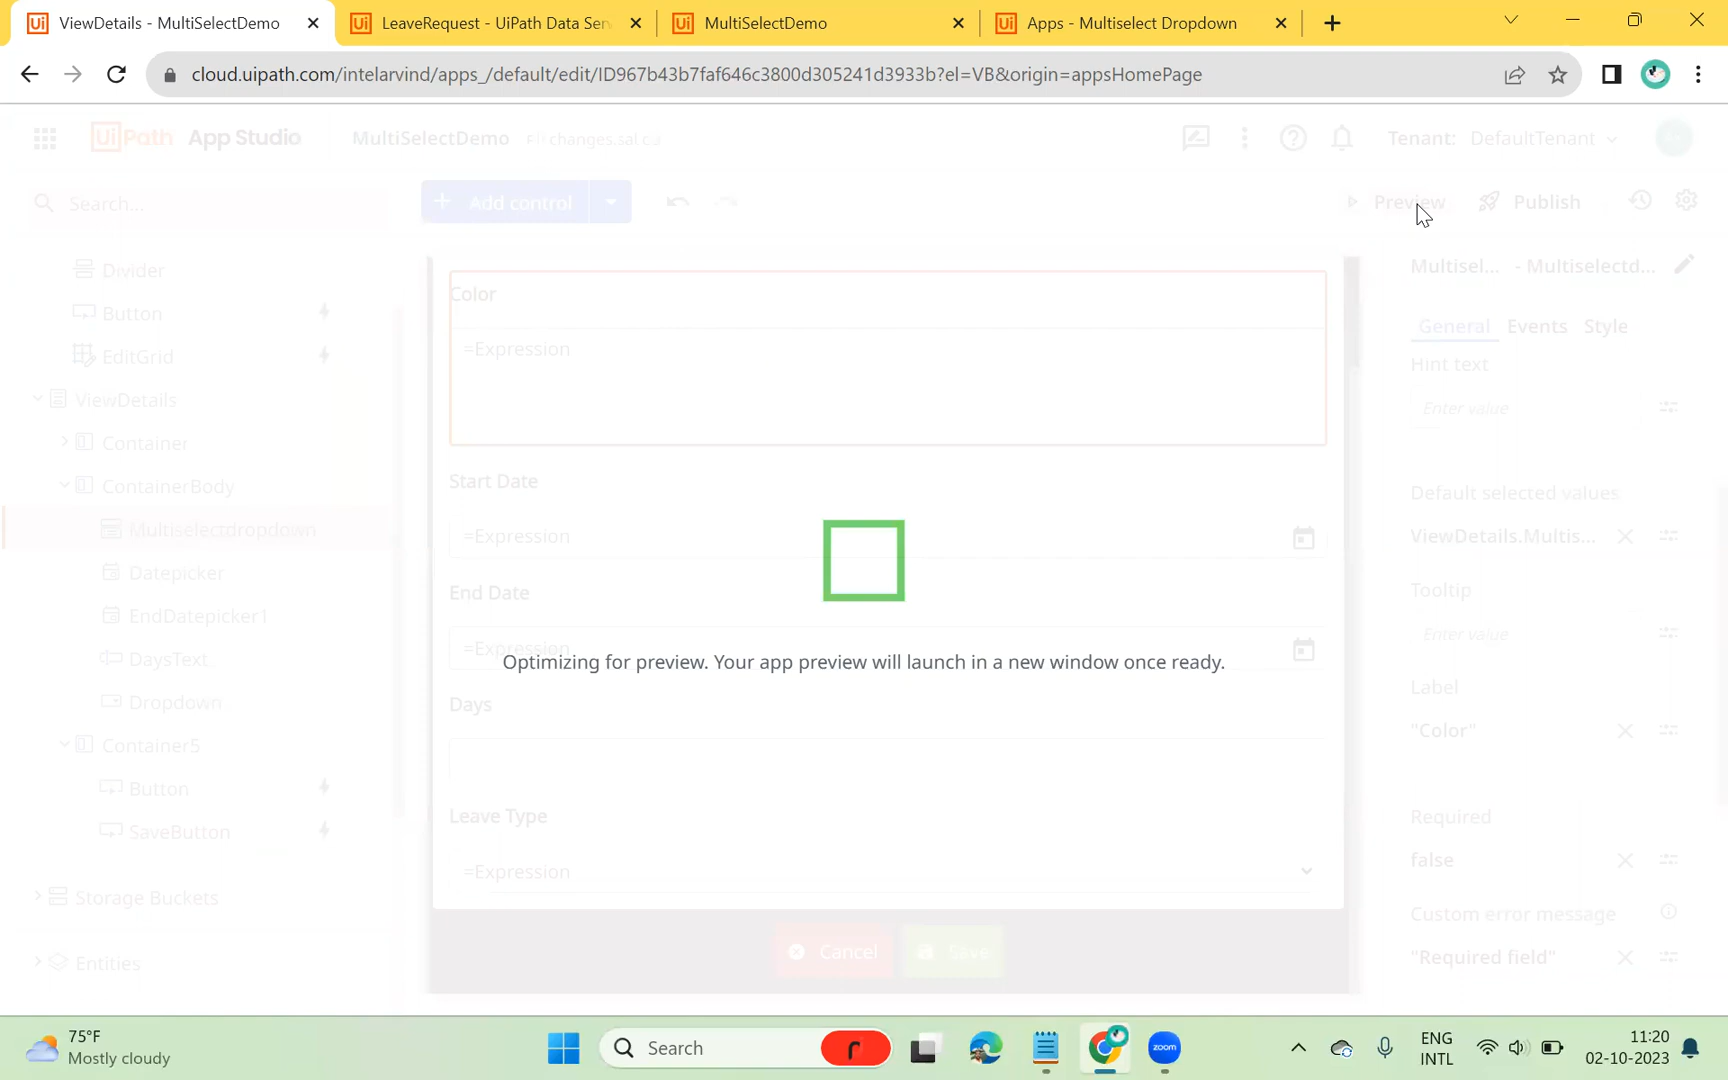 ViewDetails - MultiSelectDemo
LeaveRequest - UiPath Data Ser
MultiSelectDemo
Apps - Multiselect Dropdown
cloud.uipath.com/intelarvind/apps_/default/edit/ID967b43b7faf646c3800d305241d3933b?el=VB&origin=appsHomePage
UiPath App Studio
MultiSelectDemo
Tenant: DefaultTenant
Search...
Add control
Preview
Publish
Divider
Button
EditGrid
ViewDetails
Container
ContainerBody
Multiselectdropdown
Datepicker
EndDatepicker1
DaysText
Dropdown
Container5
Button
SaveButton
Storage Buckets
Entities
Color
=Expression
Start Date
=Expression
End Date
=Expression
Optimizing for preview. Your app preview will launch in a new window once ready.
Days
Leave Type
=Expression
Cancel
Save
Multisel... - Multiselectd...
General Events Style
Hint text
Enter value
Default selected values
ViewDetails.Multis...
Tooltip
Enter value
Label
"Color"
Required
false
Custom error message
"Required field"
75°F
Mostly cloudy
Search
zoom
ENG
INTL
11:20
02-10-2023